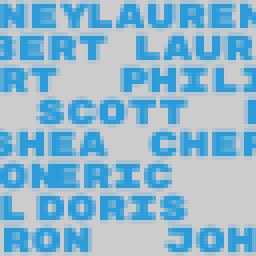 NEYLAUREN
BERT LAUR
RT PHILI
SCOTT
SHEA CHER
ONERIC
L DORIS
RON JOH